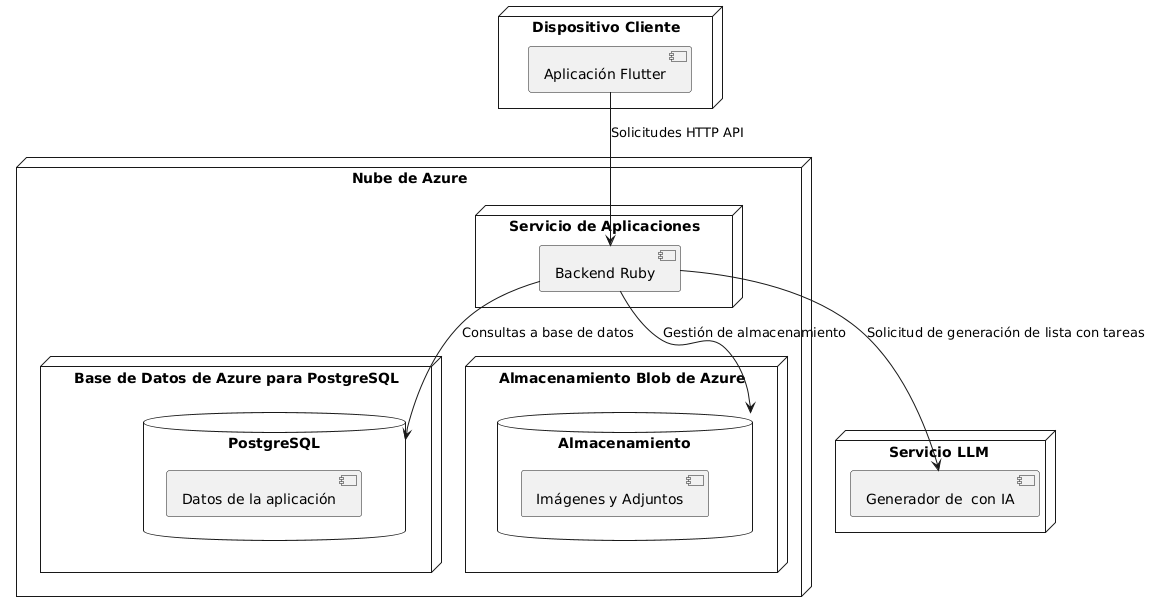 Dispositivo Cliente
Aplicación Flutter
Solicitudes HTTP API
Nube de Azure
Servicio de Aplicaciones
Backend Ruby
Consultas a base de datos
Gestión de almacenamiento
Solicitud de generación de lista con tareas
Base de Datos de Azure para PostgreSQL
Almacenamiento Blob de Azure
PostgreSQL
Almacenamiento
Servicio LLM
Datos de la aplicación
Imágenes y Adjuntos
Generador de  con IA